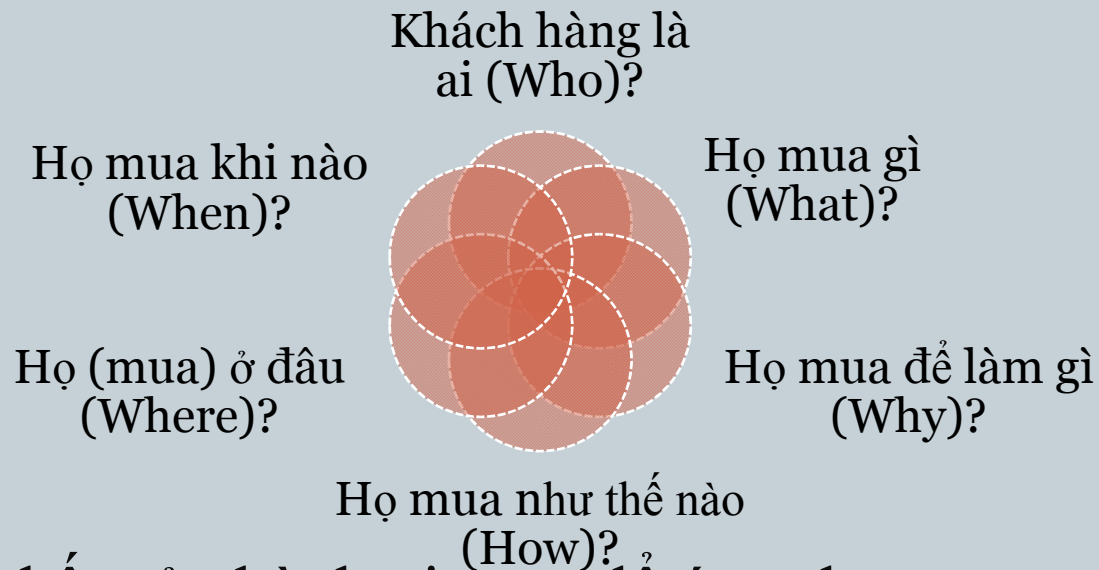 Khách hàng là
ai (Who)?
Họ mua gì
(What)?
Họ mua để làm gì
(Why)?
Họ mua như thế nào
(How)?
Họ (mua) ở đâu
(Where)?
Họ mua khi nào
(When)?